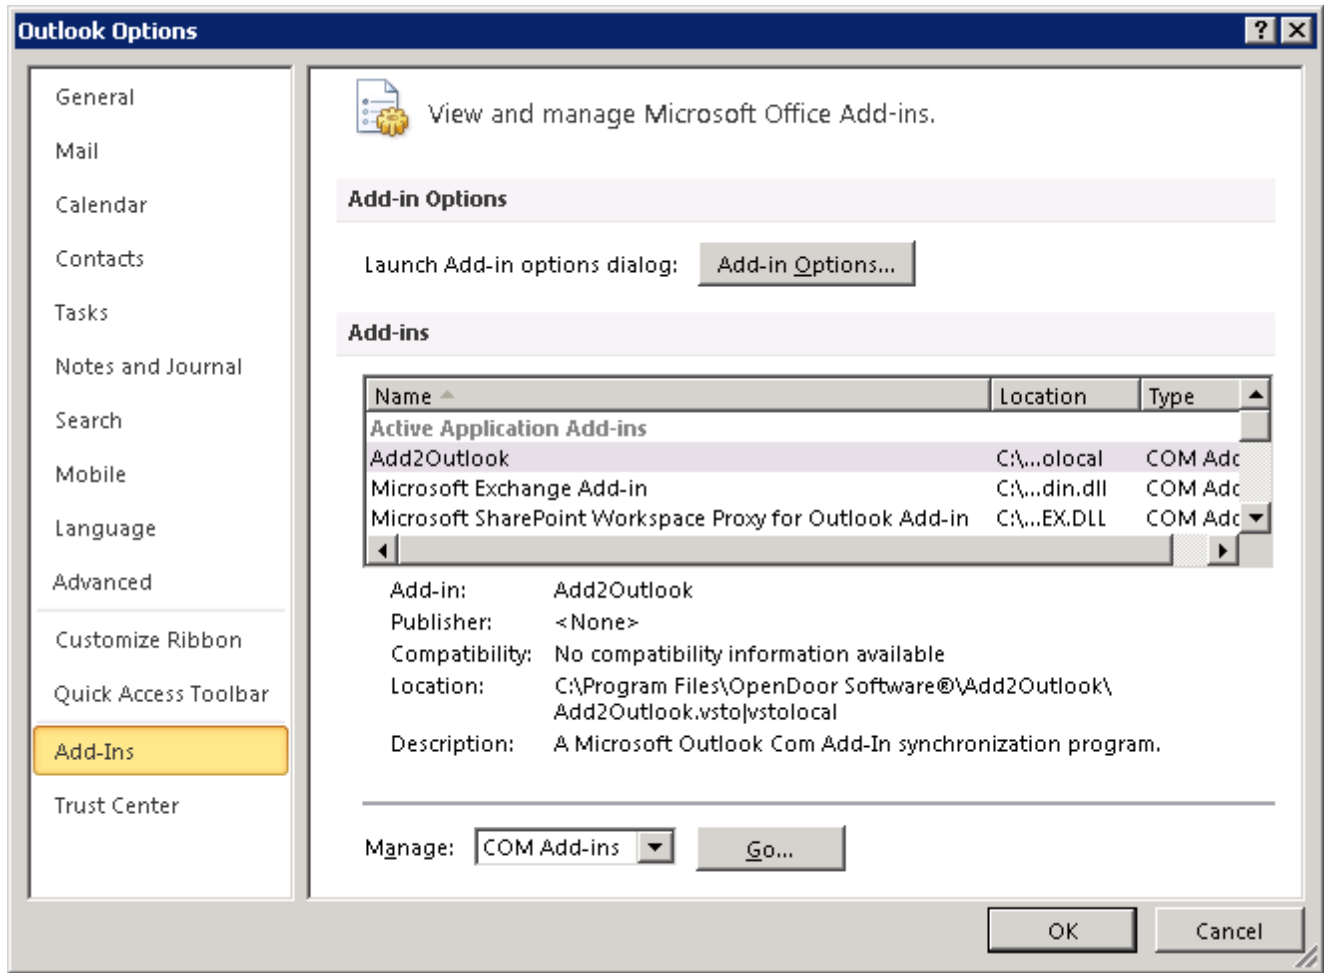 Outlook Options
General
Mail
Calendar
Contacts
Tasks
Notes and Journal
Search
Mobile
Language
Advanced
Customize Ribbon
Quick Access Toolbar
Add-Ins
Trust Center
View and manage Microsoft Office Add-ins.
Add-in Options
Launch Add-in options dialog: Add-in Options...
Add-ins
Name Location Type
Active Application Add-ins
Add2Outlook C:\...olocal COM Adc
Microsoft Exchange Add-in C:\...din.dll COM Adc
Microsoft SharePoint Workspace Proxy for Outlook Add-in C:\...EX.DLL COM Adc
Add-in: Add2Outlook
Publisher: <None>
Compatibility: No compatibility information available
Location: C:\Program Files\OpenDoor Software®\Add2Outlook\
Add2Outlook.vsto|vstolocal
Description: A Microsoft Outlook Com Add-In synchronization program.
Manage: COM Add-ins Go...
OK Cancel